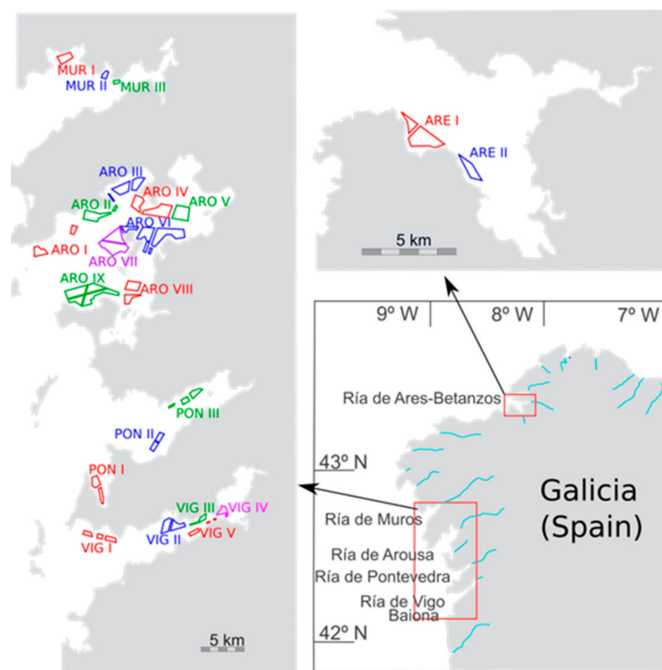 MUR I
MUR II
MUR III
ARO III
ARO IV
ARO II
ARO V
ARO VI
ARO I
ARO VII
ARO IX
ARO VIII
PON III
PON II
PON I
VIG III
VIG IV
VIG I
VIG II
VIG V
5 km
ARE I
ARE II
5 km
9º W
8º W
7º W
Ría de Ares-Betanzos
43º N
Galicia
(Spain)
Ría de Muros
Ría de Arousa
Ría de Pontevedra
Ría de Vigo
Baiona
42º N